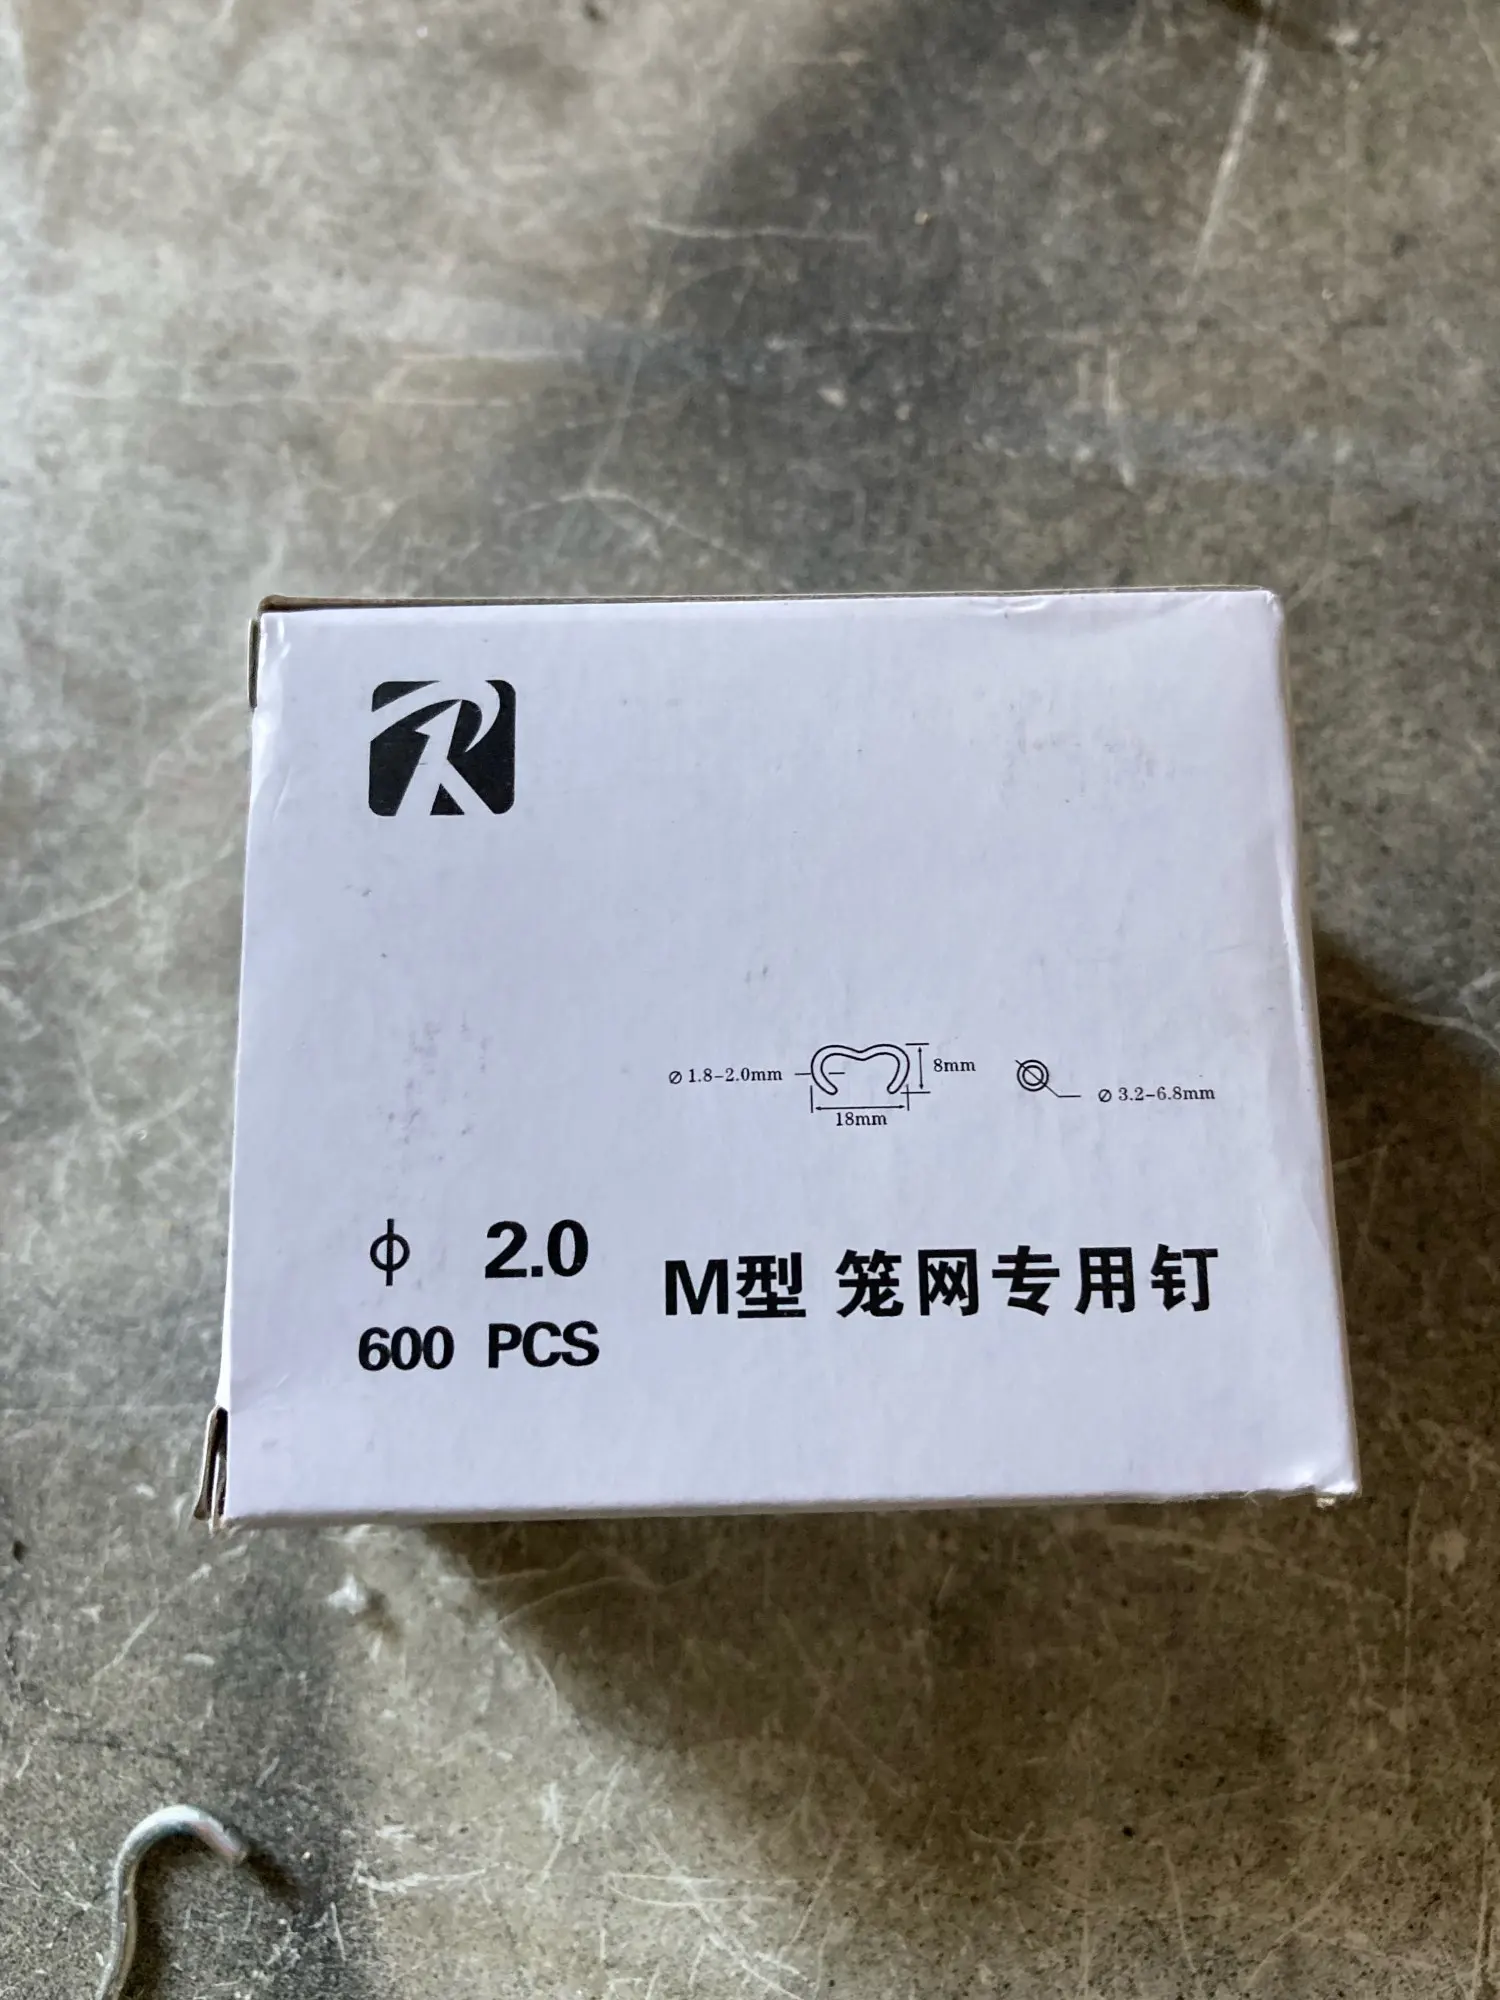 ⌀ 1.8-2.0mm
8mm
18mm
⌀ 3.2-6.8mm
ϕ 2.0
600 PCS
M型 笼网专用钉